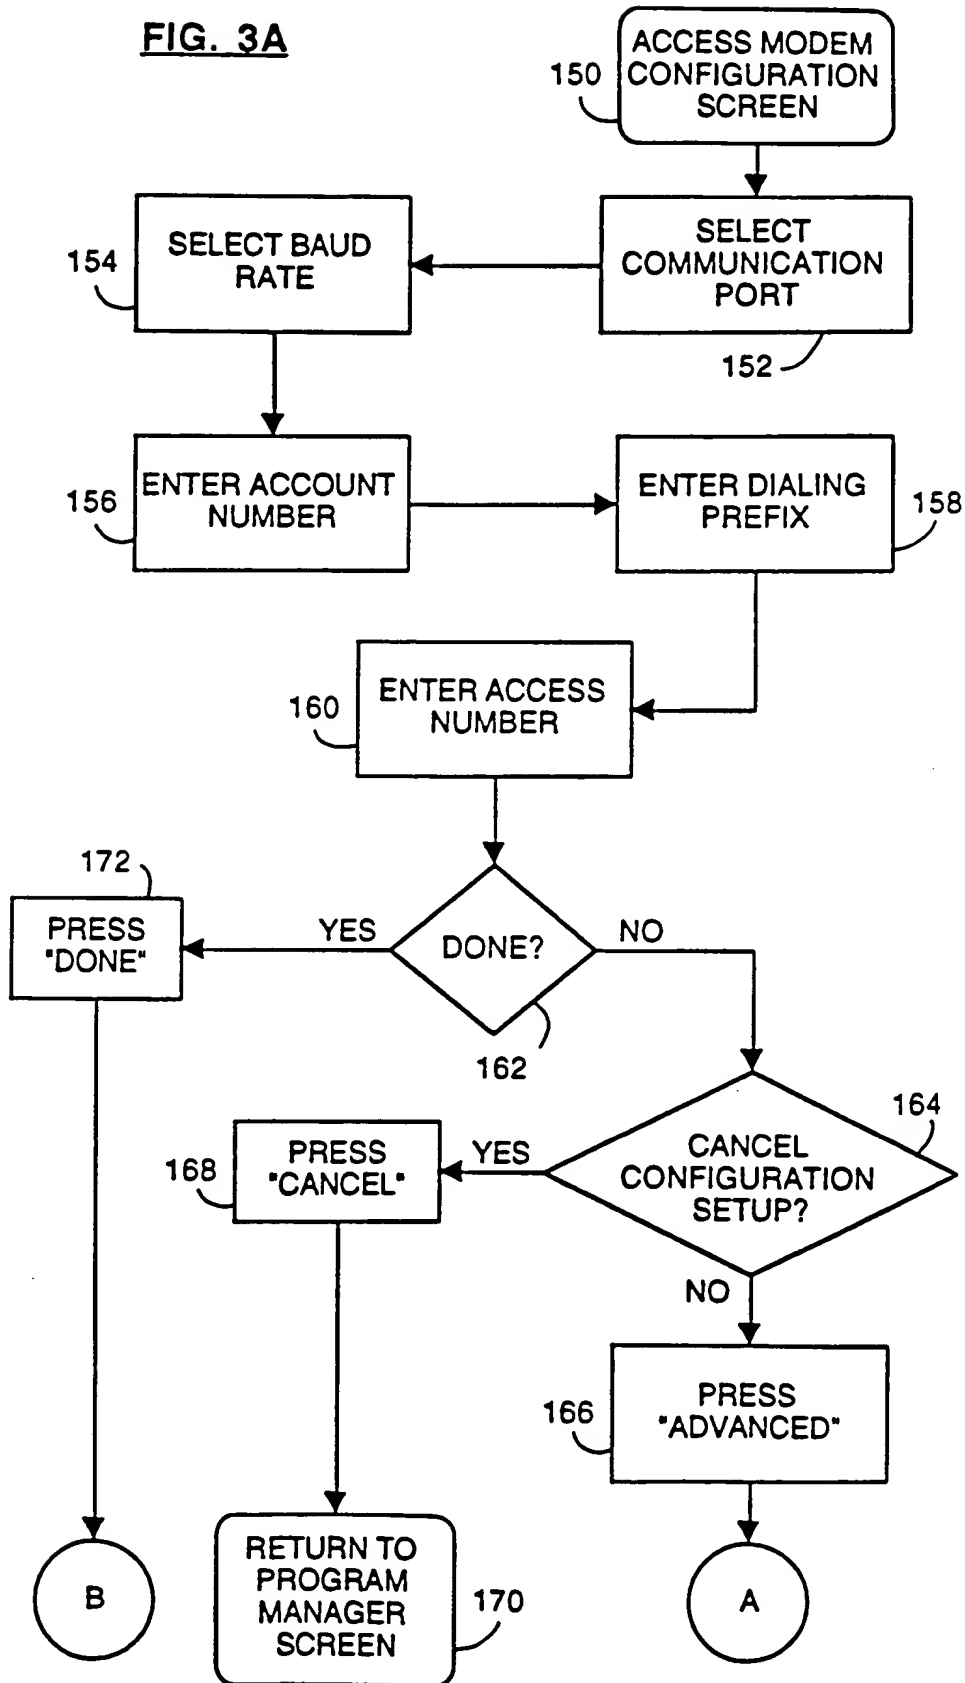 FIG. 3A
ACCESS MODEM
CONFIGURATION
SCREEN
150
SELECT BAUD
RATE
154
SELECT
COMMUNICATION
PORT
152
ENTER ACCOUNT
NUMBER
156
ENTER DIALING
PREFIX
158
ENTER ACCESS
NUMBER
160
172
PRESS
"DONE"
YES
DONE?
NO
162
164
PRESS
"CANCEL"
168
YES
CANCEL
CONFIGURATION
SETUP?
NO
PRESS
"ADVANCED"
166
B
RETURN TO
PROGRAM
MANAGER
SCREEN
170
A